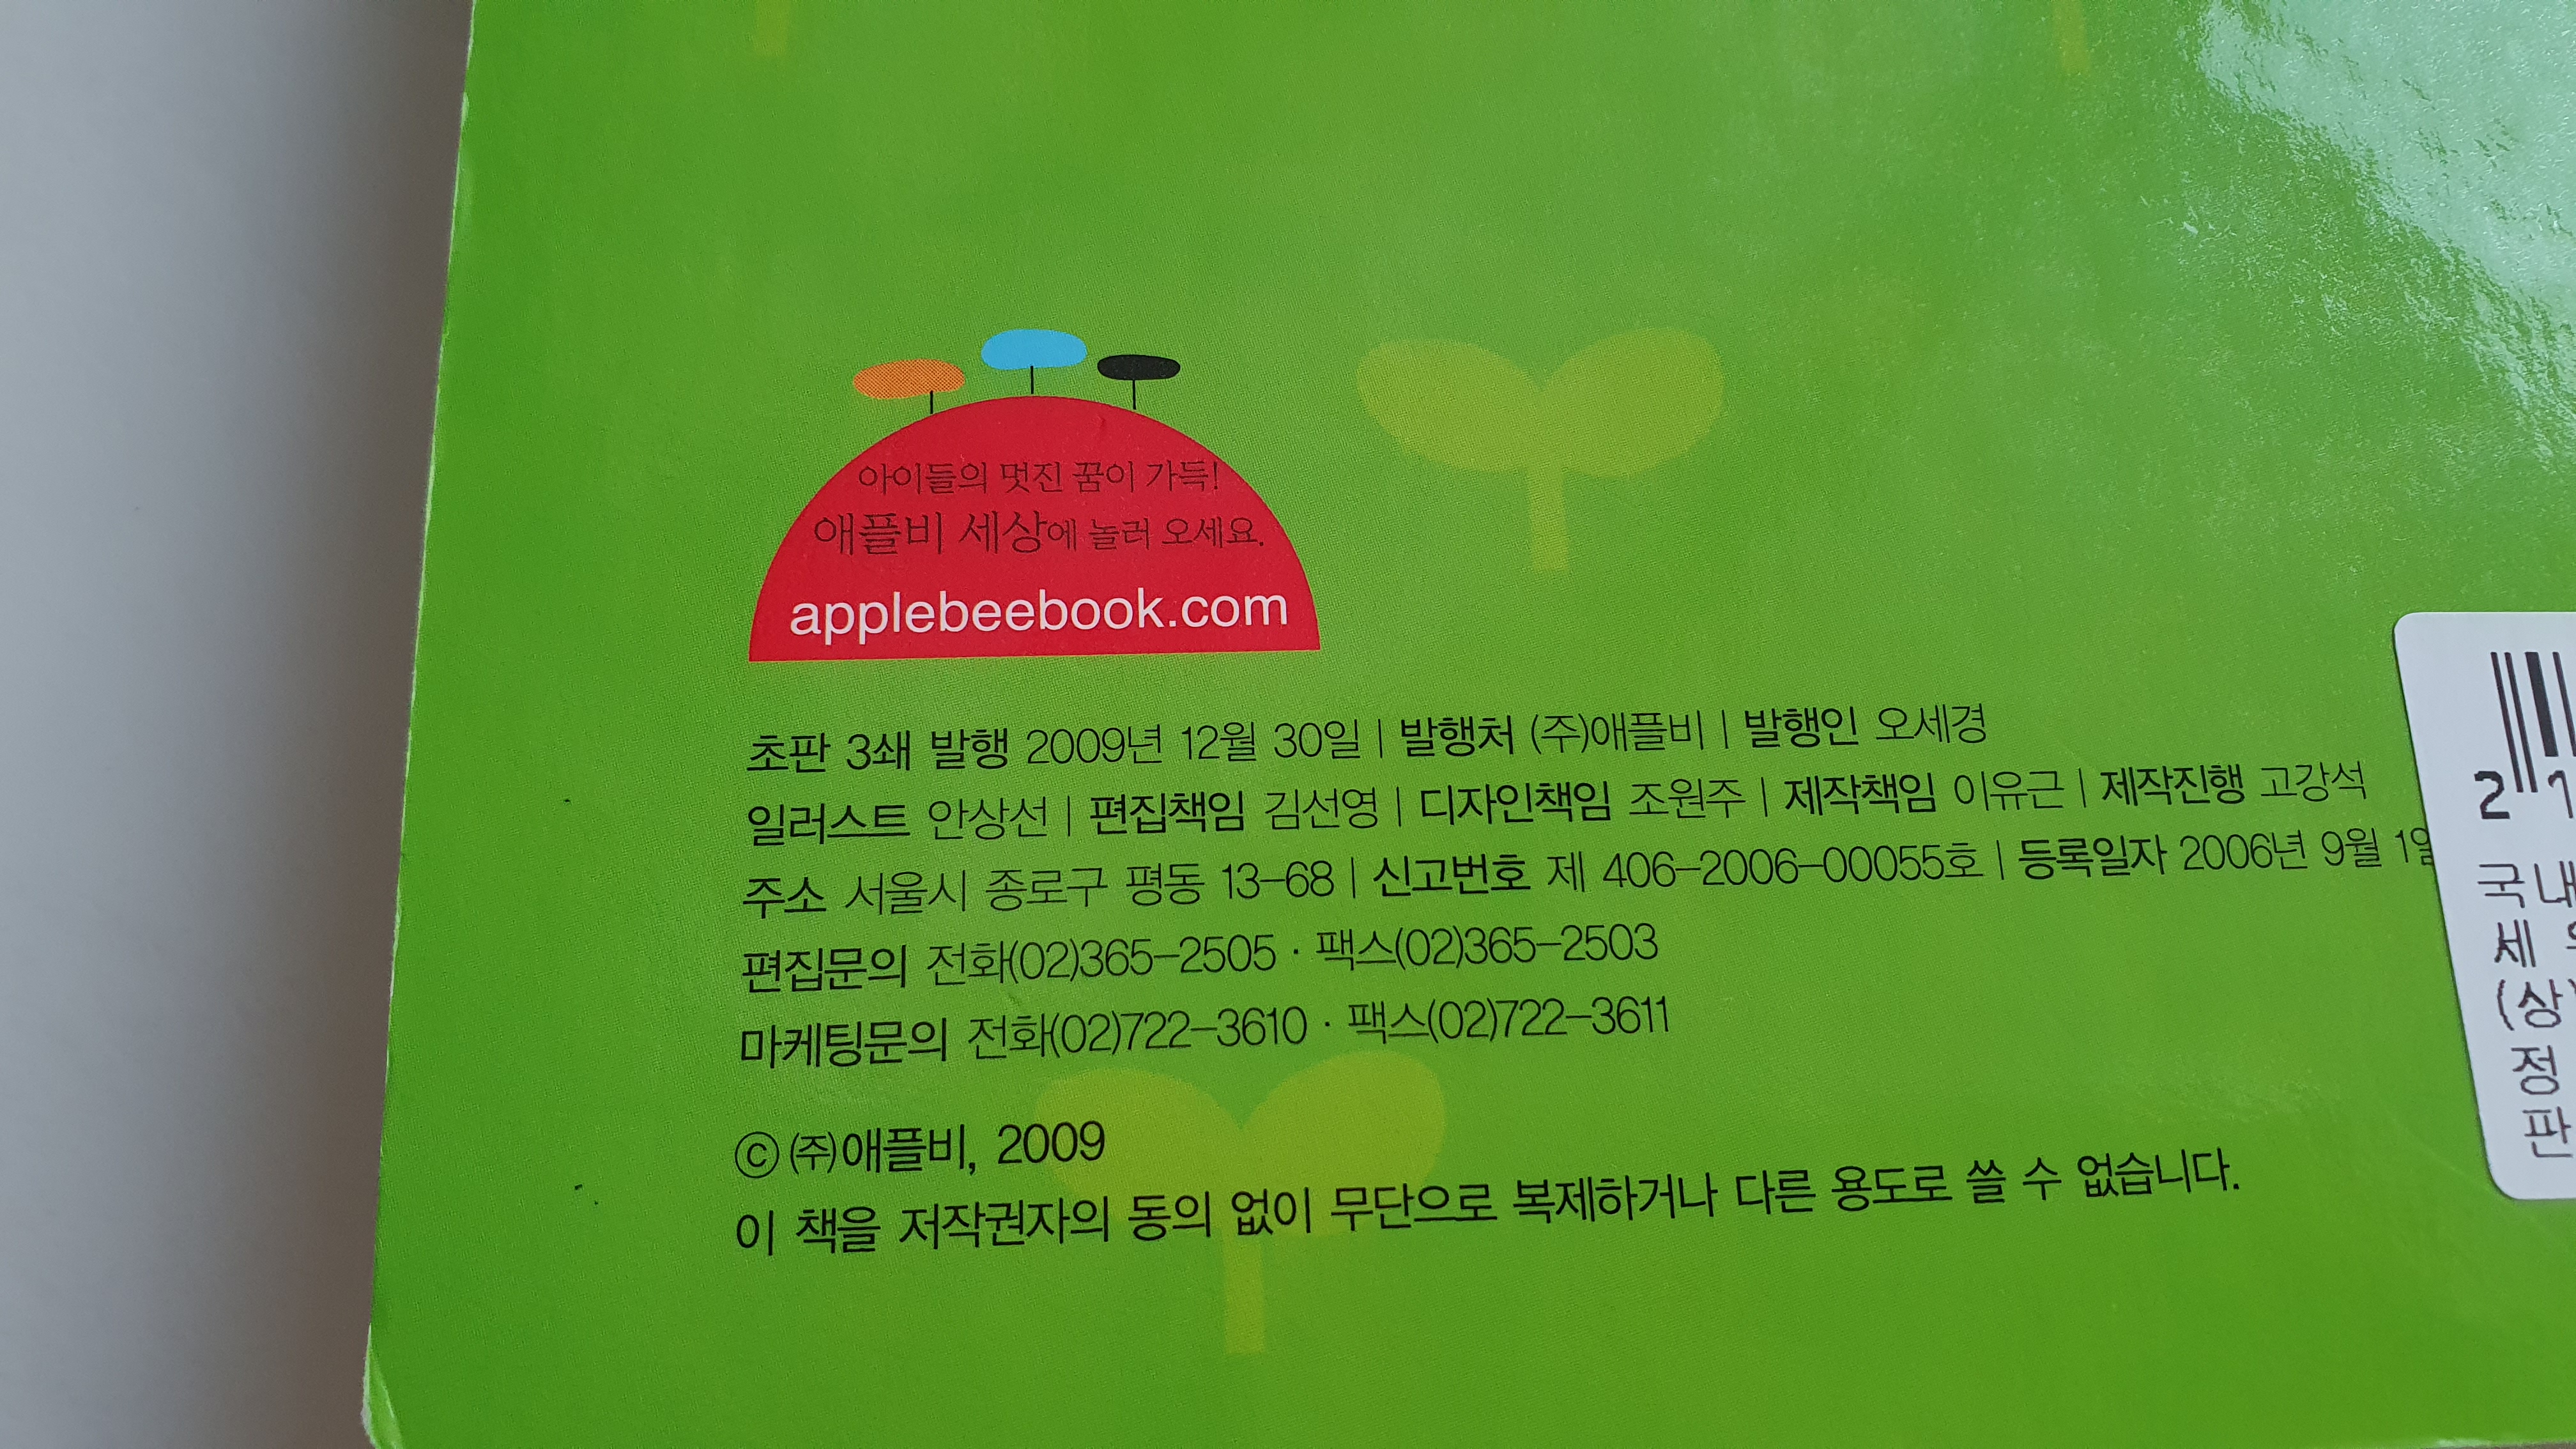 아이들의 멋진 꿈이 가득!
애플비 세상에 놀러 오세요.
applebeebook.com
초판 3쇄 발행 2009년 12월 30일 | 발행처 (주)애플비 | 발행인 오세경
일러스트 안상선 | 편집책임 김선영 | 디자인책임 조원주 | 제작책임 이유근 | 제작진행 고강석
주소 서울시 종로구 평동 13-68 | 신고번호 제 406-2006-00055호 | 등록일자 2006년 9월 1일
편집문의 전화(02)365-2505 · 팩스(02)365-2503
마케팅문의 전화(02)722-3610 · 팩스(02)722-3611
ⓒ (주)애플비, 2009
이 책을 저작권자의 동의 없이 무단으로 복제하거나 다른 용도로 쓸 수 없습니다.
2 1
국내
세
(상)
정
판